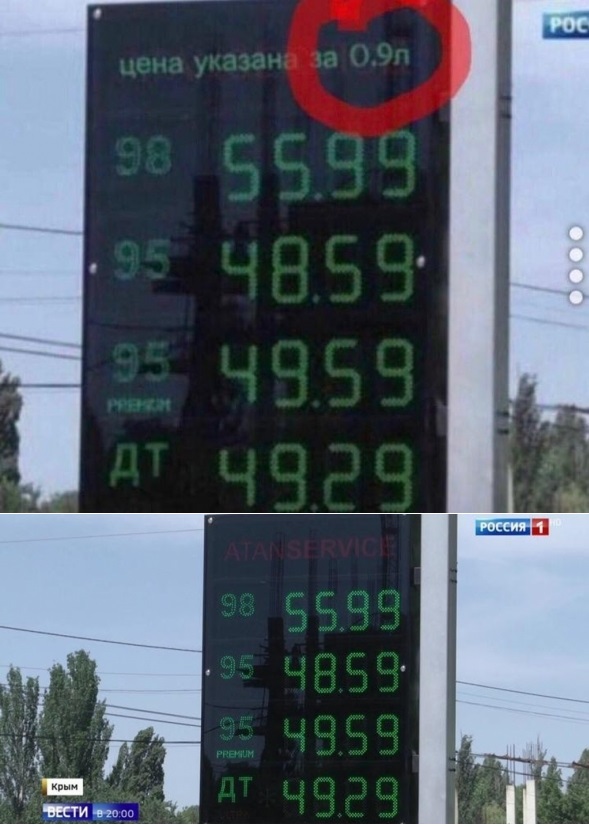 РОС
цена указана за 0.9л
98 55.99
95 48.59
95 49.59
PREMIUM
ДТ 49.29
РОССИЯ 1
ATANSERVICE
98 55.99
95 48.59
95 49.59
PREMIUM
ДТ 49.29
Крым
ВЕСТИ В 20:00